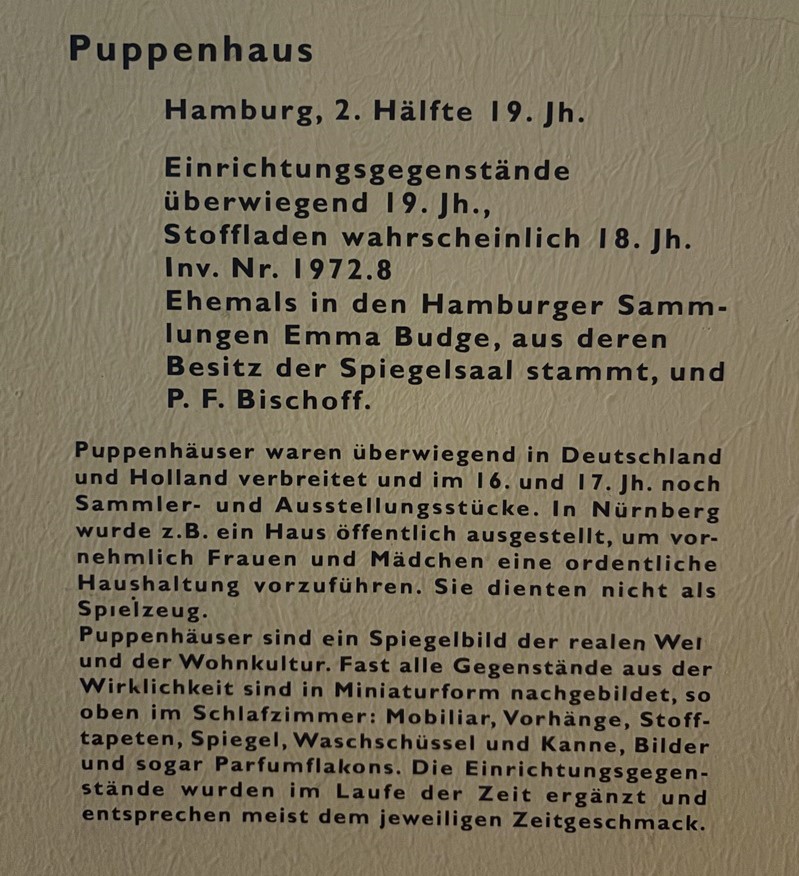 Puppenhaus
Hamburg, 2. Hälfte 19. Jh.
Einrichtungsgegenstände
überwiegend 19. Jh.,
Stoffladen wahrscheinlich 18. Jh.
Inv. Nr. 1972.8
Ehemals in den Hamburger Samm-
lungen Emma Budge, aus deren
Besitz der Spiegelsaal stammt, und
P. F. Bischoff.
Puppenhäuser waren überwiegend in Deutschland
und Holland verbreitet und im 16. und 17. Jh. noch
Sammler- und Ausstellungsstücke. In Nürnberg
wurde z.B. ein Haus öffentlich ausgestellt, um vor-
nehmlich Frauen und Mädchen eine ordentliche
Haushaltung vorzuführen. Sie dienten nicht als
Spielzeug.
Puppenhäuser sind ein Spiegelbild der realen Wel
und der Wohnkultur. Fast alle Gegenstände aus der
Wirklichkeit sind in Miniaturform nachgebildet, so
oben im Schlafzimmer: Mobiliar, Vorhänge, Stoff-
tapeten, Spiegel, Waschschüssel und Kanne, Bilder
und sogar Parfumflakons. Die Einrichtungsgegen-
stände wurden im Laufe der Zeit ergänzt und
entsprechen meist dem jeweiligen Zeitgeschmack.